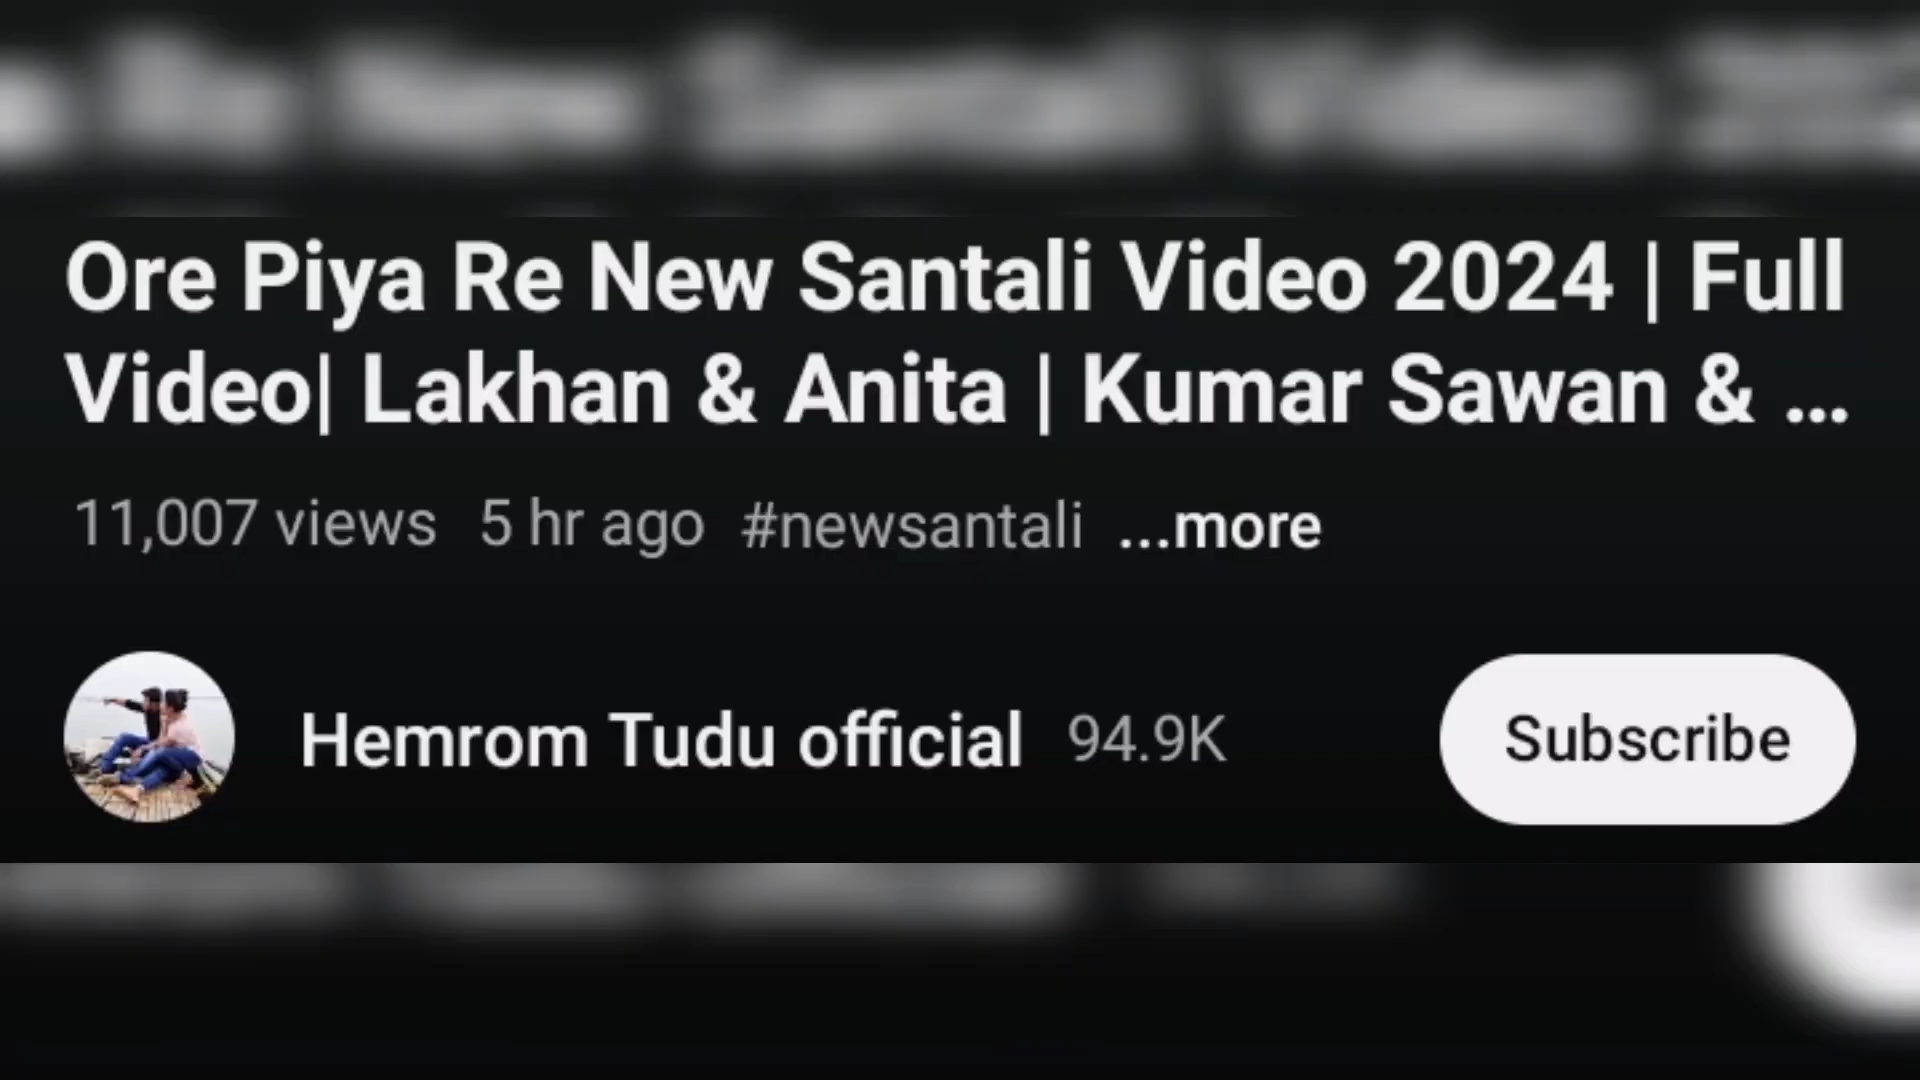 Ore Piya Re New Santali Video 2024 | Full
Video| Lakhan & Anita | Kumar Sawan & ...
11,007 views 5 hr ago #newsantali ...more
Hemrom Tudu official 94.9K Subscribe